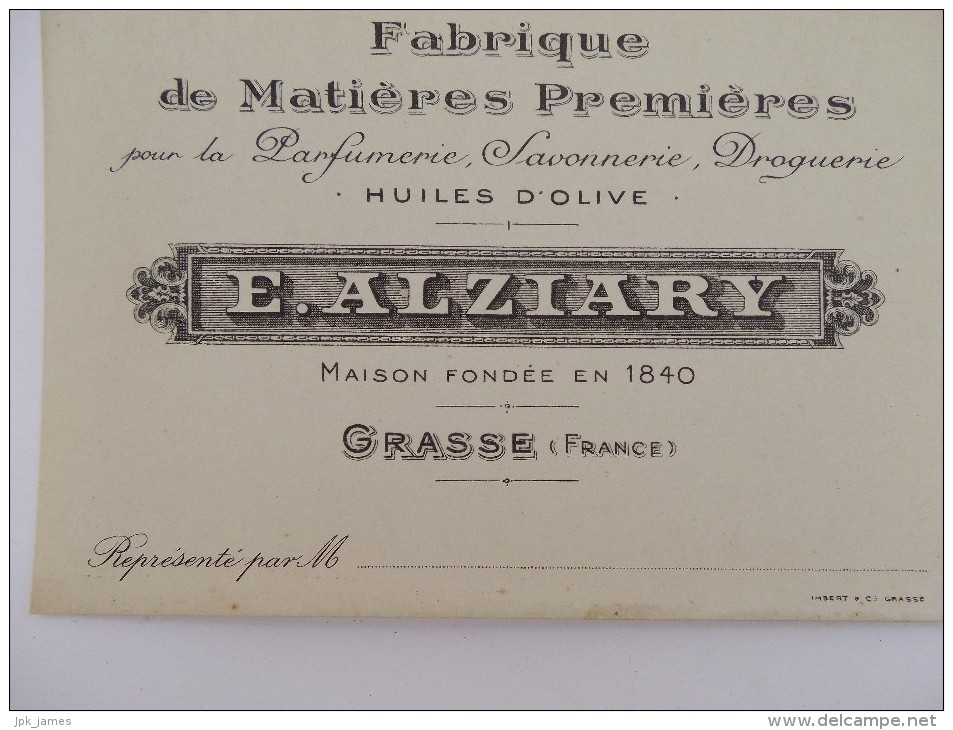 Fabrique
de Matières Premières
pour la Parfumerie, Savonnerie, Droguerie
· HUILES D'OLIVE ·
E. ALZIARY
MAISON FONDÉE EN 1840
GRASSE (FRANCE)
Représenté par M
IMBERT & Cie GRASSE
jpk_james
www.delcampe.net